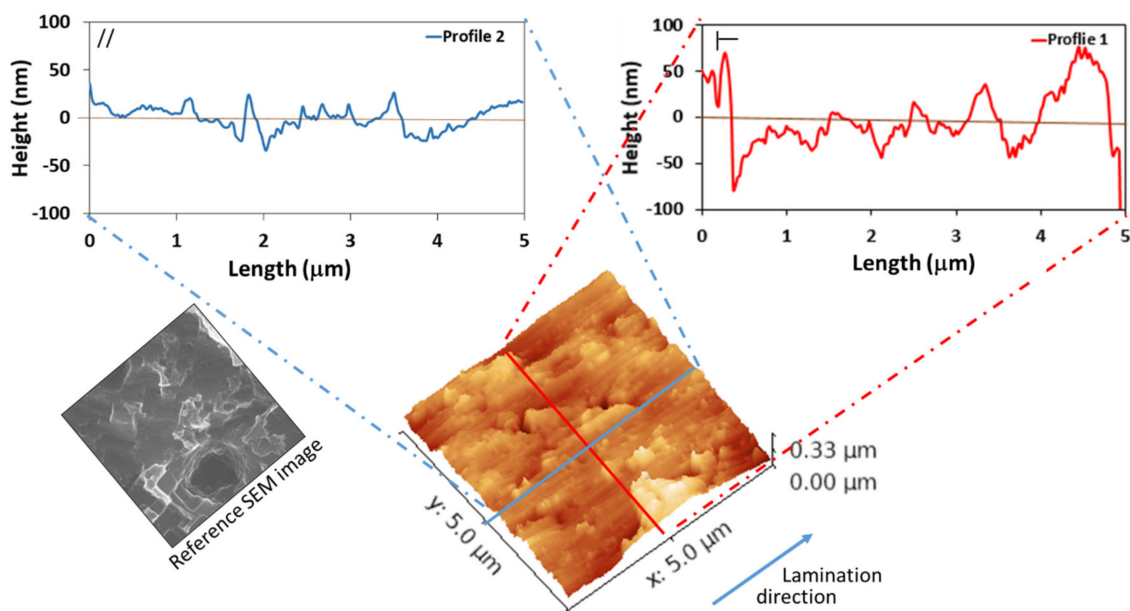 100
50
0
-50
-100
Height (nm)
//
Profile 2
0 1 2 3 4 5
Length (μm)
100
50
0
-50
-100
Height (nm)
Proflie 1
0 1 2 3 4 5
Length (μm)
Reference SEM image
y: 5.0 μm
x: 5.0 μm
0.33 μm
0.00 μm
Lamination
direction